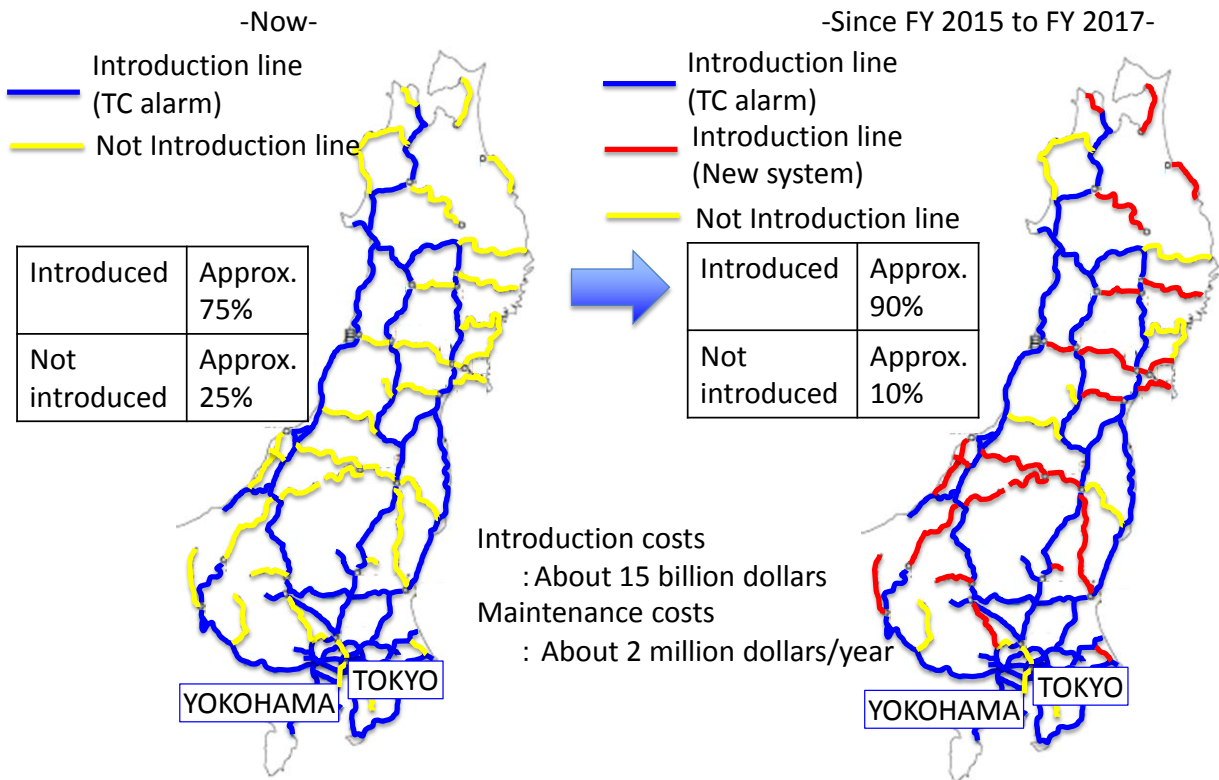 -Now-
Introduction line
(TC alarm)
Not Introduction line
Introduced
Approx.
75%
Not
introduced
Approx.
25%
YOKOHAMA
TOKYO
-Since FY 2015 to FY 2017-
Introduction line
(TC alarm)
Introduction line
(New system)
Not Introduction line
Introduced
Approx.
90%
Not
introduced
Approx.
10%
Introduction costs
: About 15 billion dollars
Maintenance costs
: About 2 million dollars/year
YOKOHAMA
TOKYO